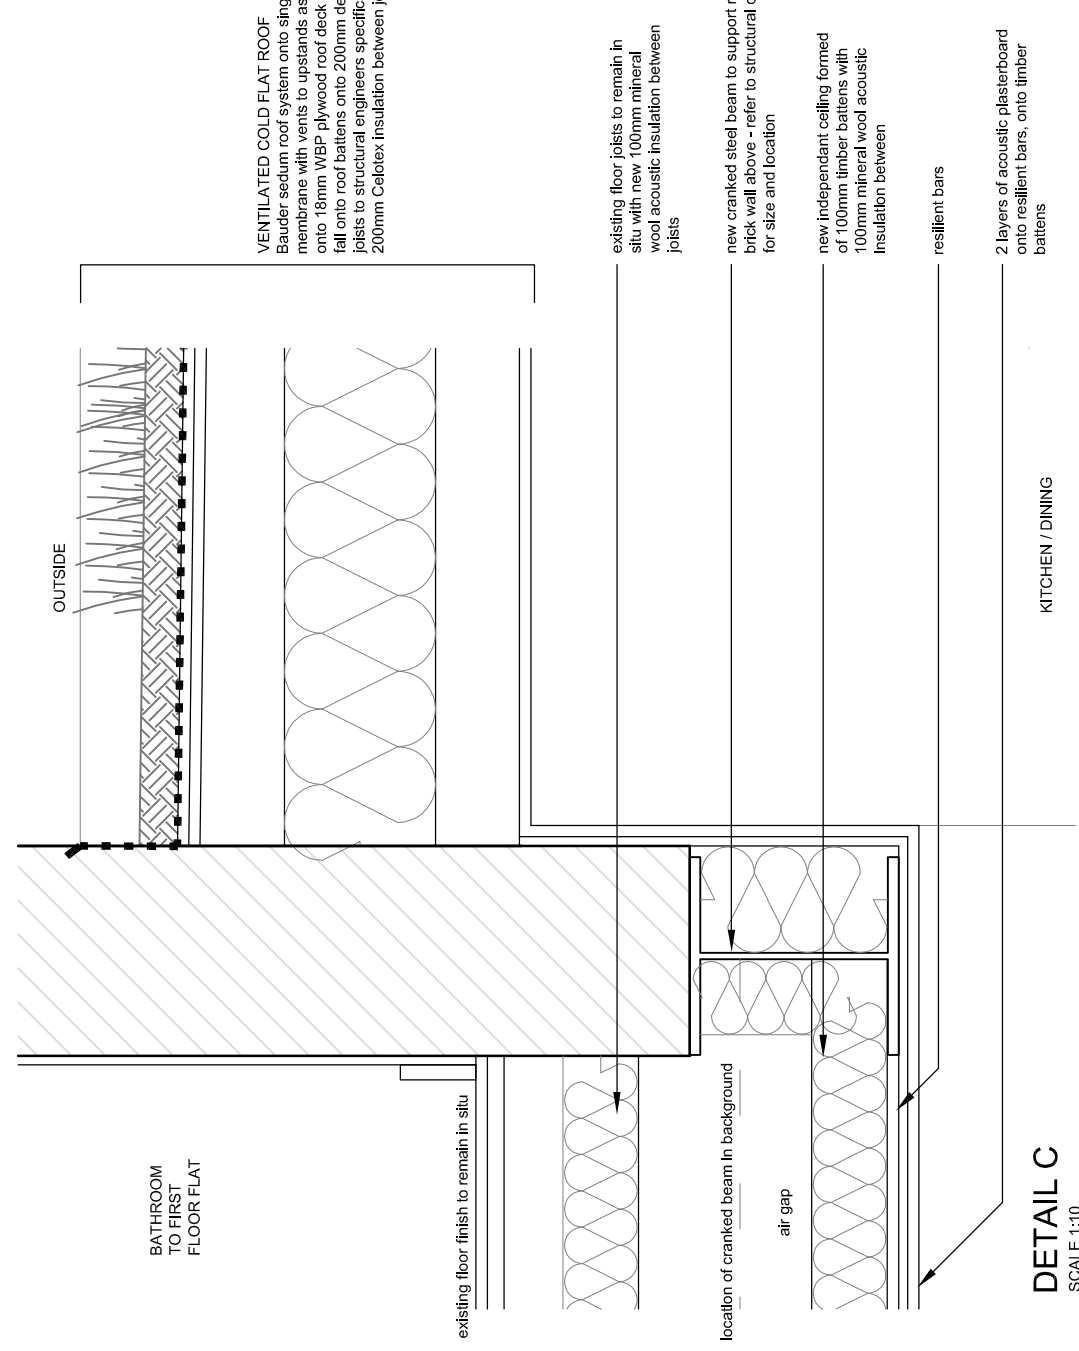 OUTSIDE
VENTILATED COLD FLAT ROOF
Bauder sedum roof system onto
membrane with vents to upstands as
onto 18mm WBP plywood roof deck
fall onto roof battens onto 200mm
joists to structural engineers
200mm Celotex insulation between
existing floor joists to remain in
situ with new 100mm mineral
wool acoustic insulation between
joists
new cranked steel beam to support
brick wall above - refer to structural
for size and location
new independant ceiling formed
of 100mm timber battens with
100mm mineral wool acoustic
Insulation between
resilient bars
2 layers of acoustic plasterboard
onto resilient bars, onto timber
battens
BATHROOM
TO FIRST
FLOOR FLAT
existing floor finish to remain in situ
location of cranked beam in background
air gap
KITCHEN / DINING
DETAIL C
SCALE 1:10